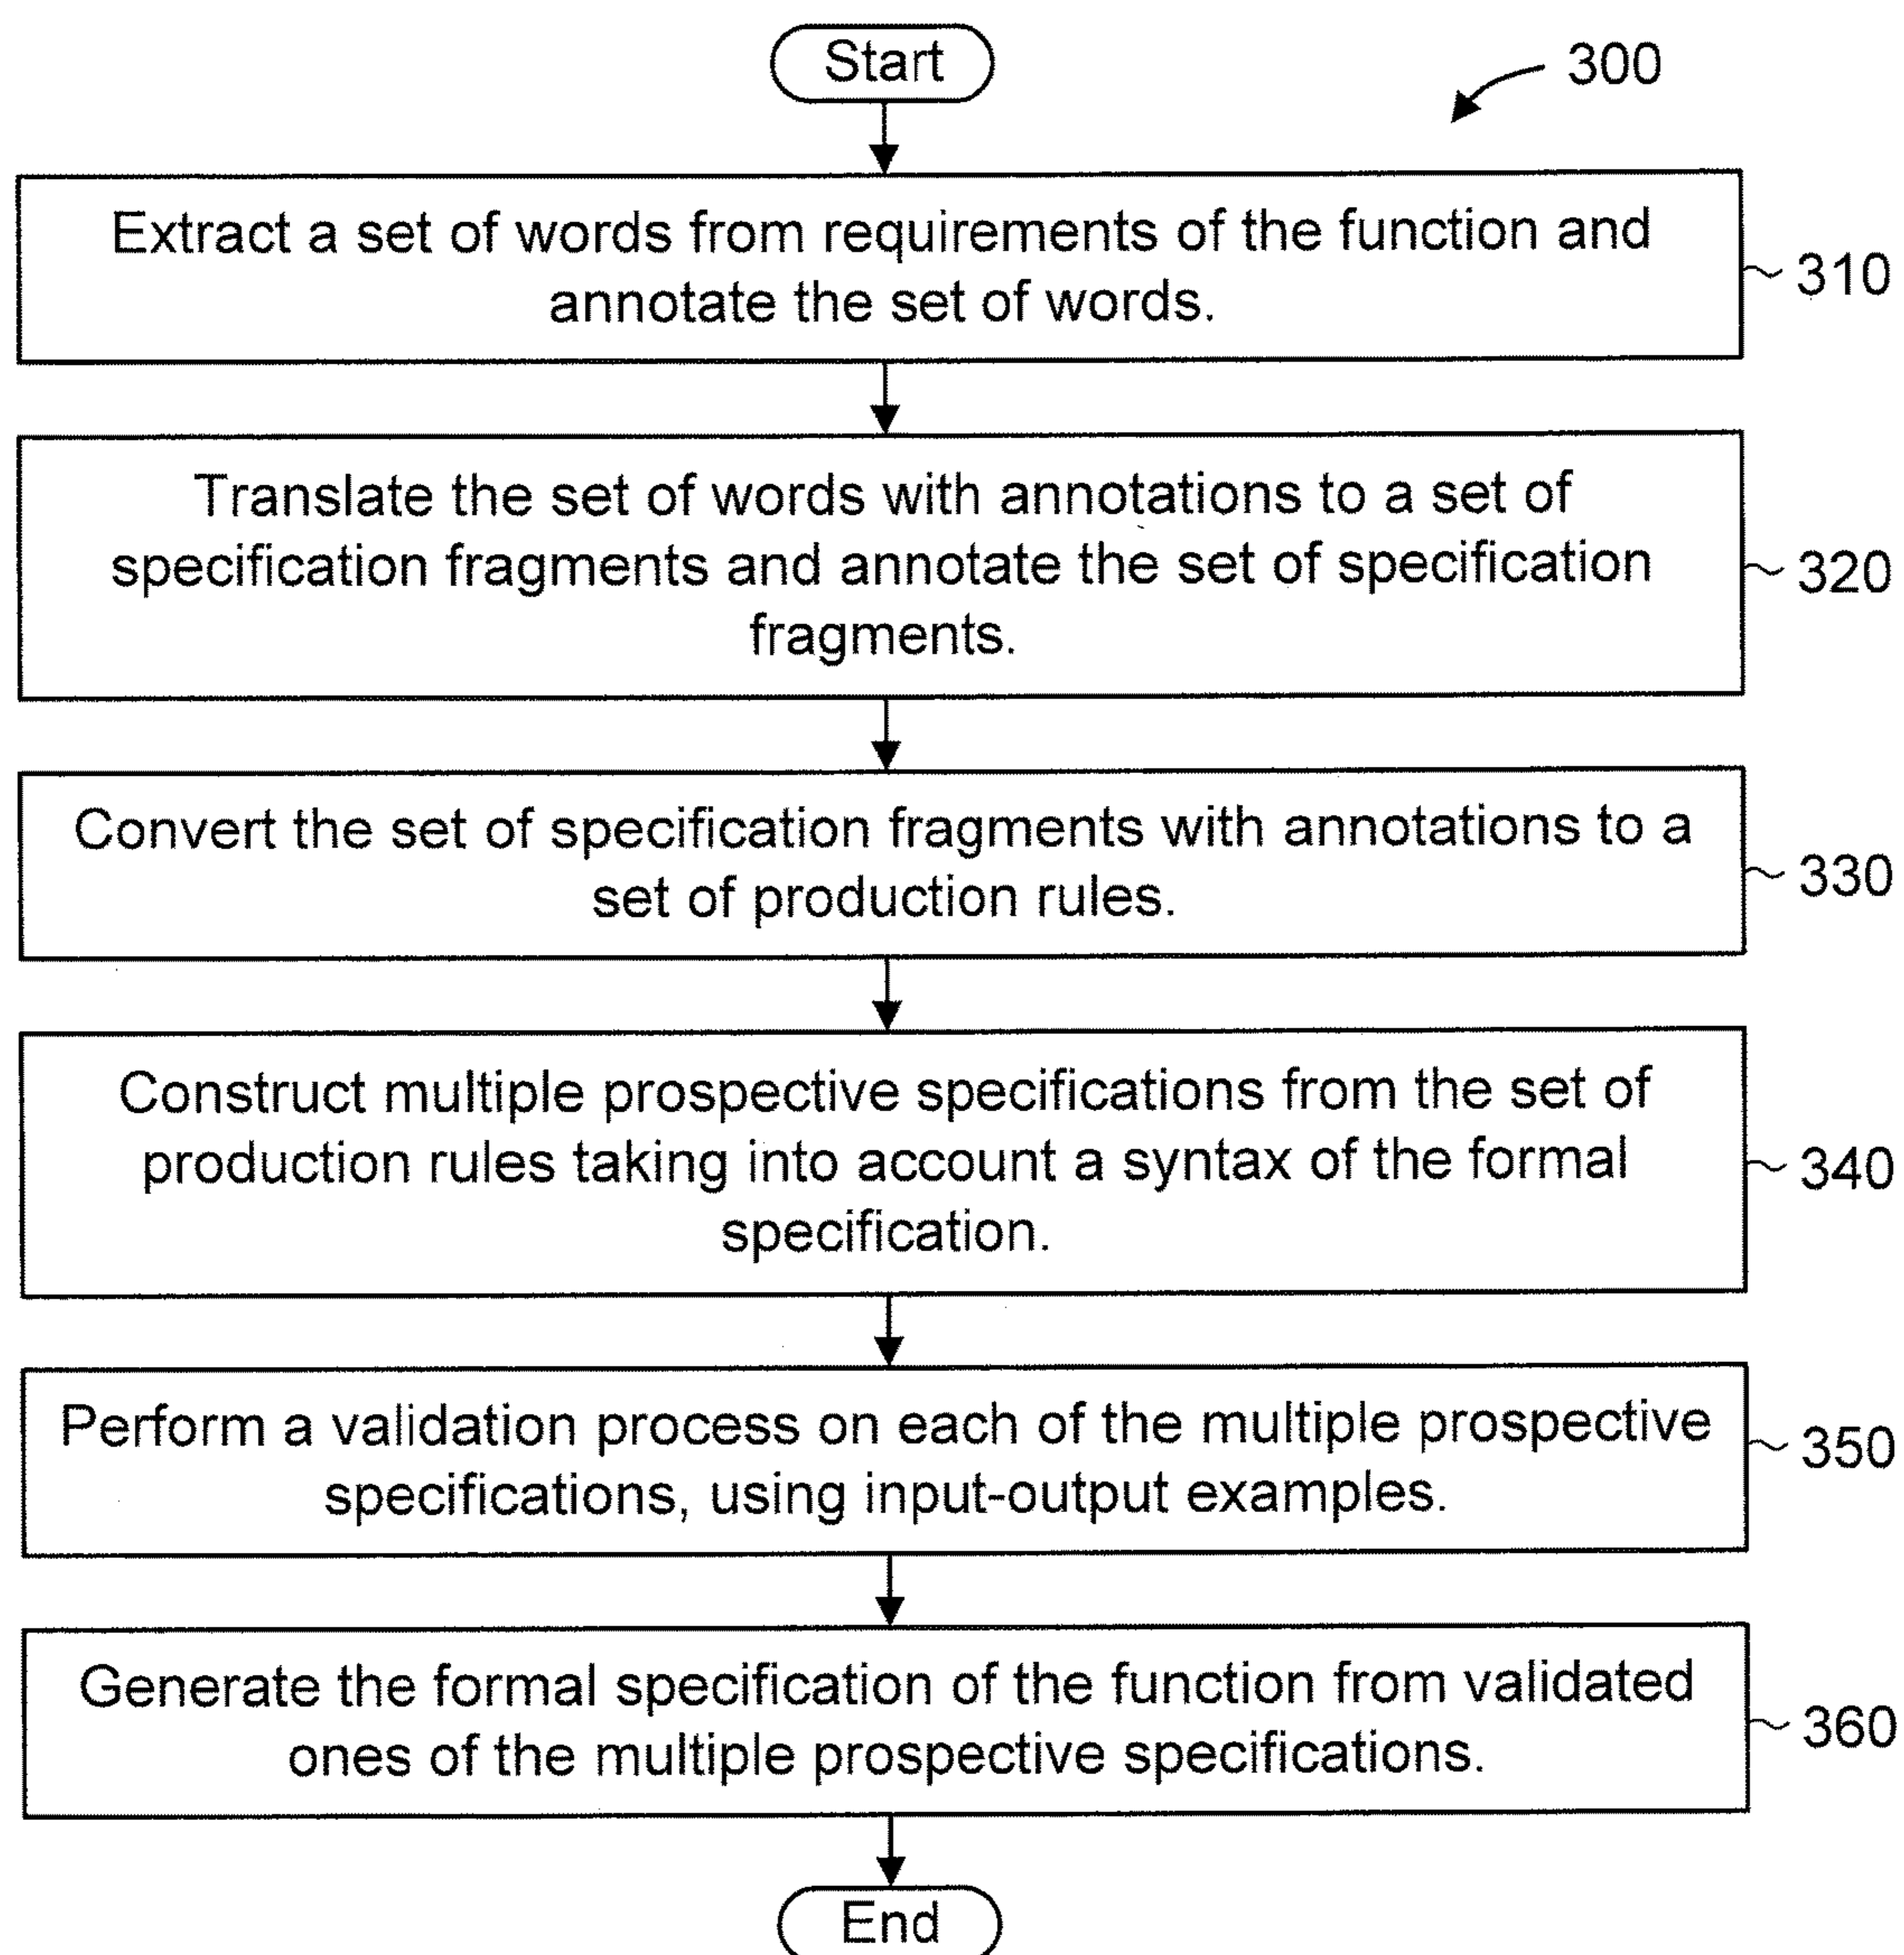 Start
300
Extract a set of words from requirements of the function and
annotate the set of words.
310
Translate the set of words with annotations to a set of
specification fragments and annotate the set of specification
fragments.
320
Convert the set of specification fragments with annotations to a
set of production rules.
330
Construct multiple prospective specifications from the set of
production rules taking into account a syntax of the formal
specification.
340
Perform a validation process on each of the multiple prospective
specifications, using input-output examples.
350
Generate the formal specification of the function from validated
ones of the multiple prospective specifications.
360
End